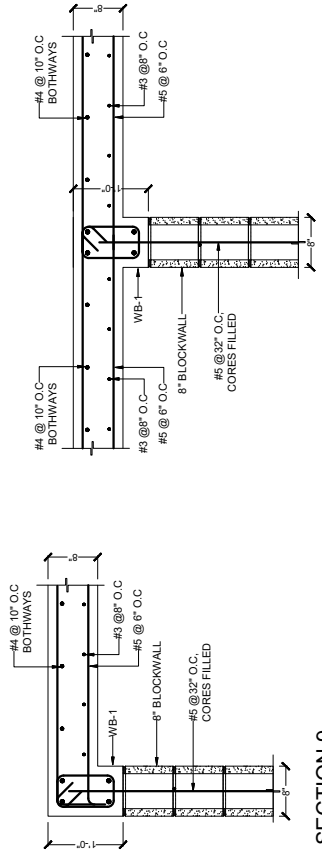 #4 @ 10" O.C
BOTHWAYS
8"
#3 @8" O.C
#5 @ 6" O.C
1'-0"
WB-1
8" BLOCKWALL
#5 @32" O.C,
CORES FILLED
8"
SECTION
#4 @ 10" O.C
BOTHWAYS
#4 @ 10" O.C
BOTHWAYS
8"
#3 @8" O.C
#5 @ 6" O.C
1'-0"
#3 @8" O.C
#5 @ 6" O.C
WB-1
8" BLOCKWALL
#5 @32" O.C,
CORES FILLED
8"